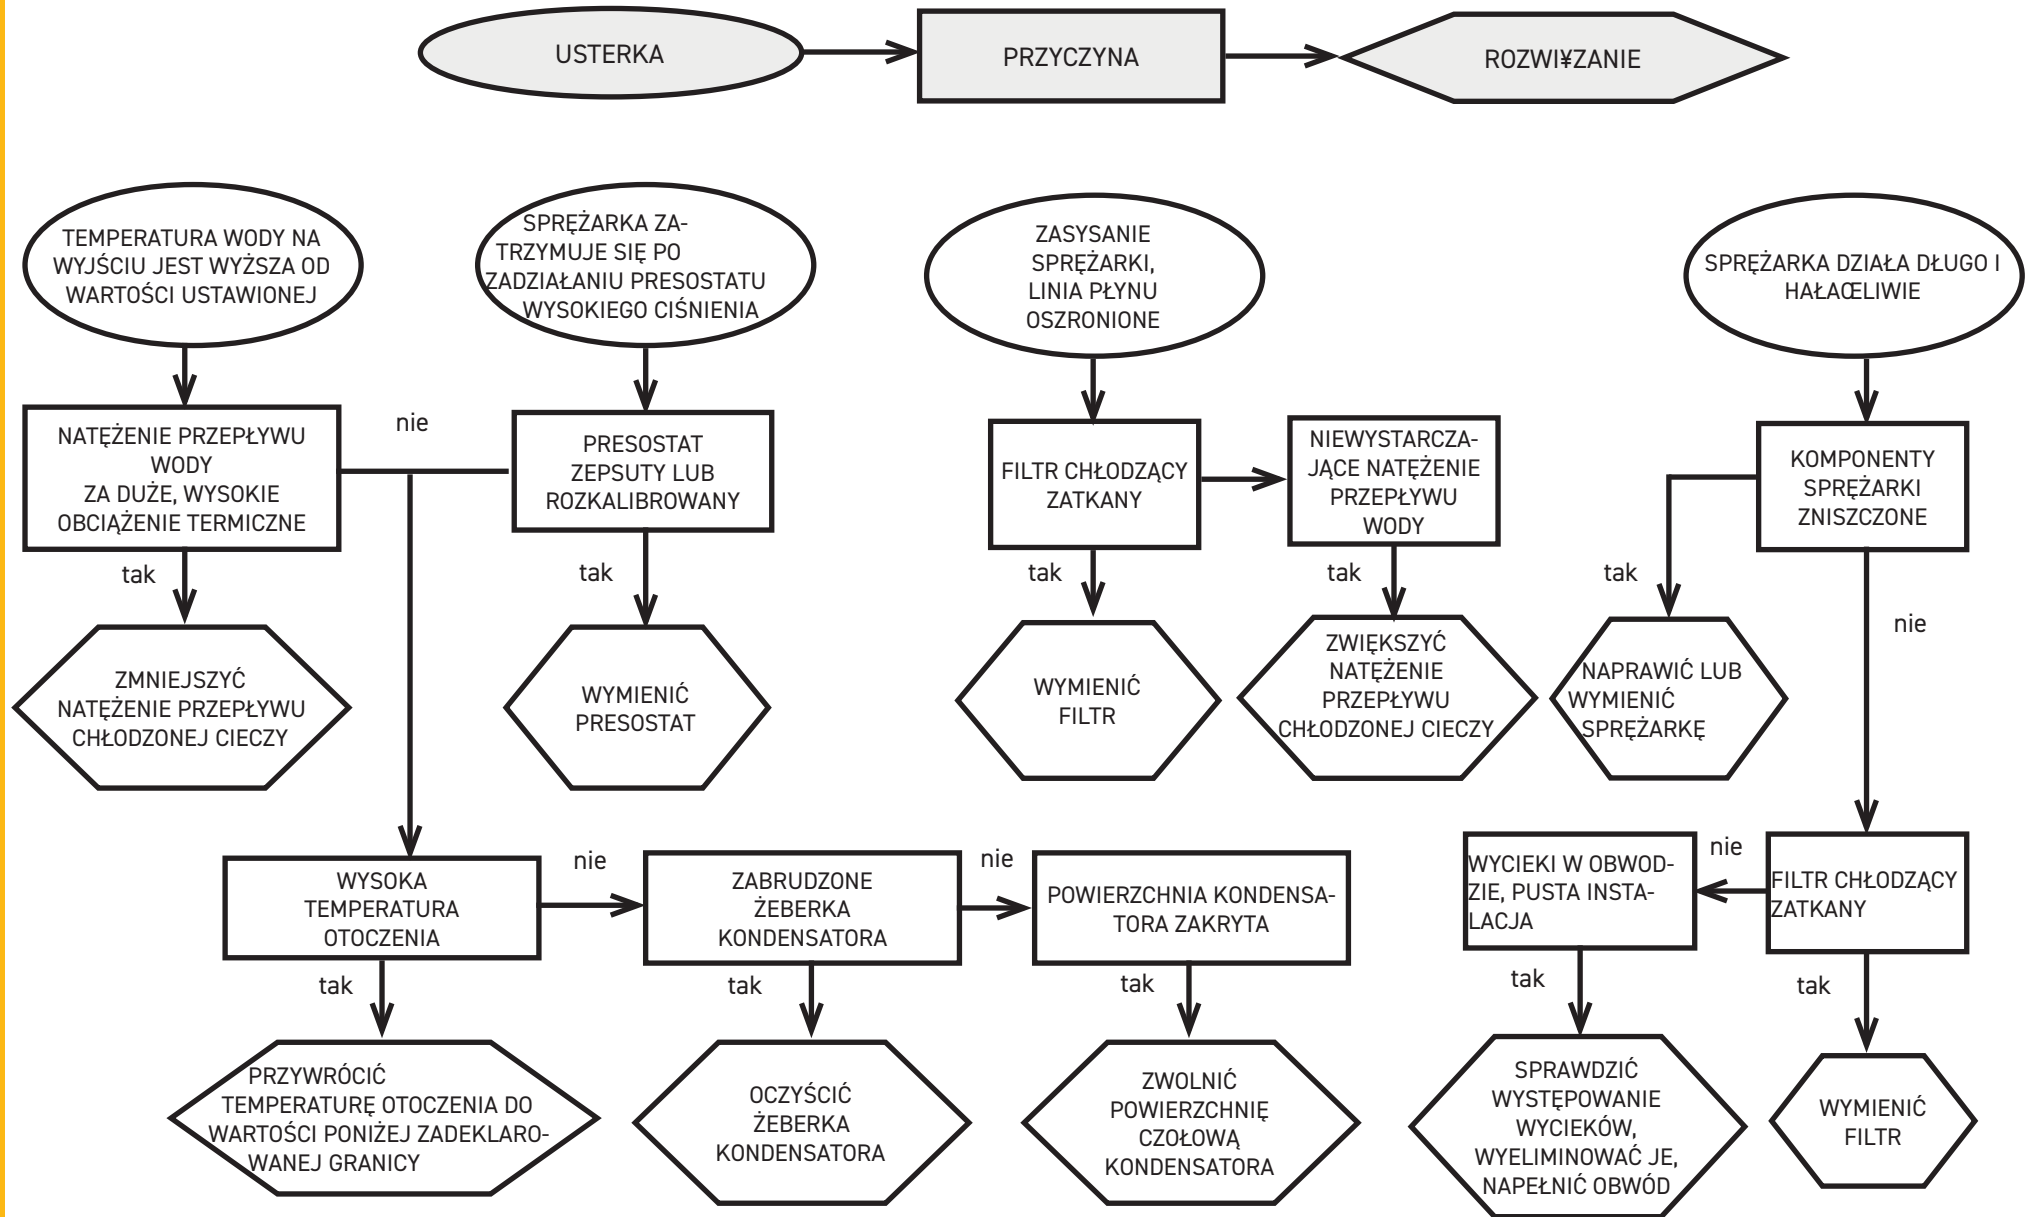 USTERKA
PRZYCZYNA
ROZWI¥ZANIE
TEMPERATURA WODY NA
WYJŚCIU JEST WYŻSZA OD
WARTOŚCI USTAWIONEJ
SPRĘŻARKA ZA-
TRZYMUJE SIĘ PO
ZADZIAŁANIU PRESOSTATU
WYSOKIEGO CIŚNIENIA
ZASYSANIE
SPRĘŻARKI,
LINIA PŁYNU
OSZRONIONE
SPRĘŻARKA DZIAŁA DŁUGO I
HAŁAŒLIWIE
NATĘŻENIE PRZEPŁYWU
WODY
ZA DUŻE, WYSOKIE
OBCIĄŻENIE TERMICZNE
nie
PRESOSTAT
ZEPSUTY LUB
ROZKALIBROWANY
FILTR CHŁODZĄCY
ZATKANY
NIEWYSTARCZA-
JĄCE NATĘŻENIE
PRZEPŁYWU
WODY
KOMPONENTY
SPRĘŻARKI
ZNISZCZONE
tak
tak
tak
tak
tak
nie
ZMNIEJSZYĆ
NATĘŻENIE PRZEPŁYWU
CHŁODZONEJ CIECZY
WYMIENIĆ
PRESOSTAT
WYMIENIĆ
FILTR
ZWIĘKSZYĆ
NATĘŻENIE
PRZEPŁYWU
CHŁODZONEJ CIECZY
NAPRAWIĆ LUB
WYMIENIĆ
SPRĘŻARKĘ
WYSOKA
TEMPERATURA
OTOCZENIA
nie
ZABRUDZONE
ŻEBERKA
KONDENSATORA
nie
POWIERZCHNIA KONDENSA-
TORA ZAKRYTA
WYCIEKI W OBWOD-
ZIE, PUSTA INSTA-
LACJA
nie
FILTR CHŁODZĄCY
ZATKANY
tak
tak
tak
tak
tak
PRZYWRÓCIĆ
TEMPERATURĘ OTOCZENIA DO
WARTOŚCI PONIŻEJ ZADEKLARO-
WANEJ GRANICY
OCZYŚCIĆ
ŻEBERKA
KONDENSATORA
ZWOLNIĆ
POWIERZCHNIĘ
CZOŁOWĄ
KONDENSATORA
SPRAWDZIĆ
WYSTĘPOWANIE
WYCIEKÓW,
WYELIMINOWAĆ JE,
NAPEŁNIĆ OBWÓD
WYMIENIĆ
FILTR